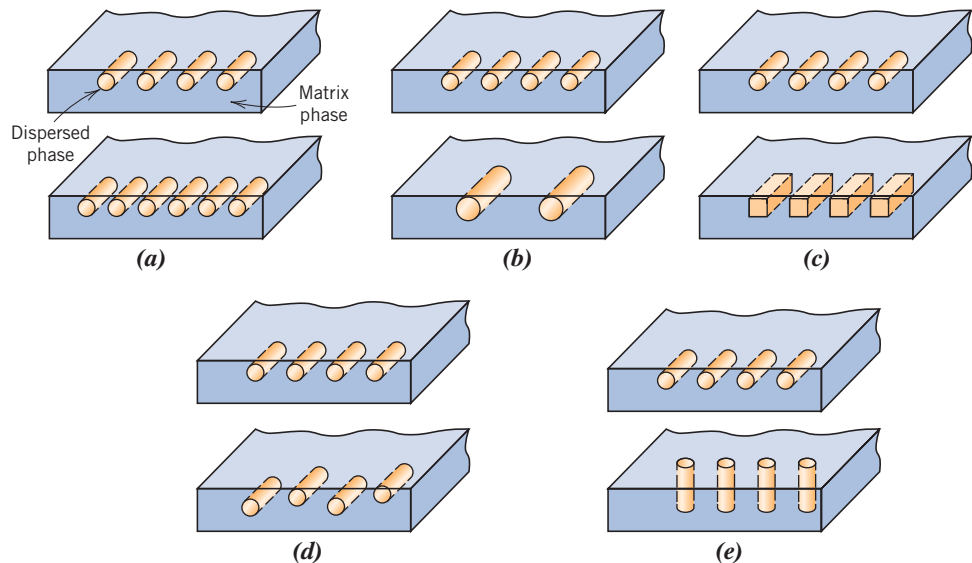 Matrix
phase
Dispersed
phase
(a)
(b)
(c)
(d)
(e)